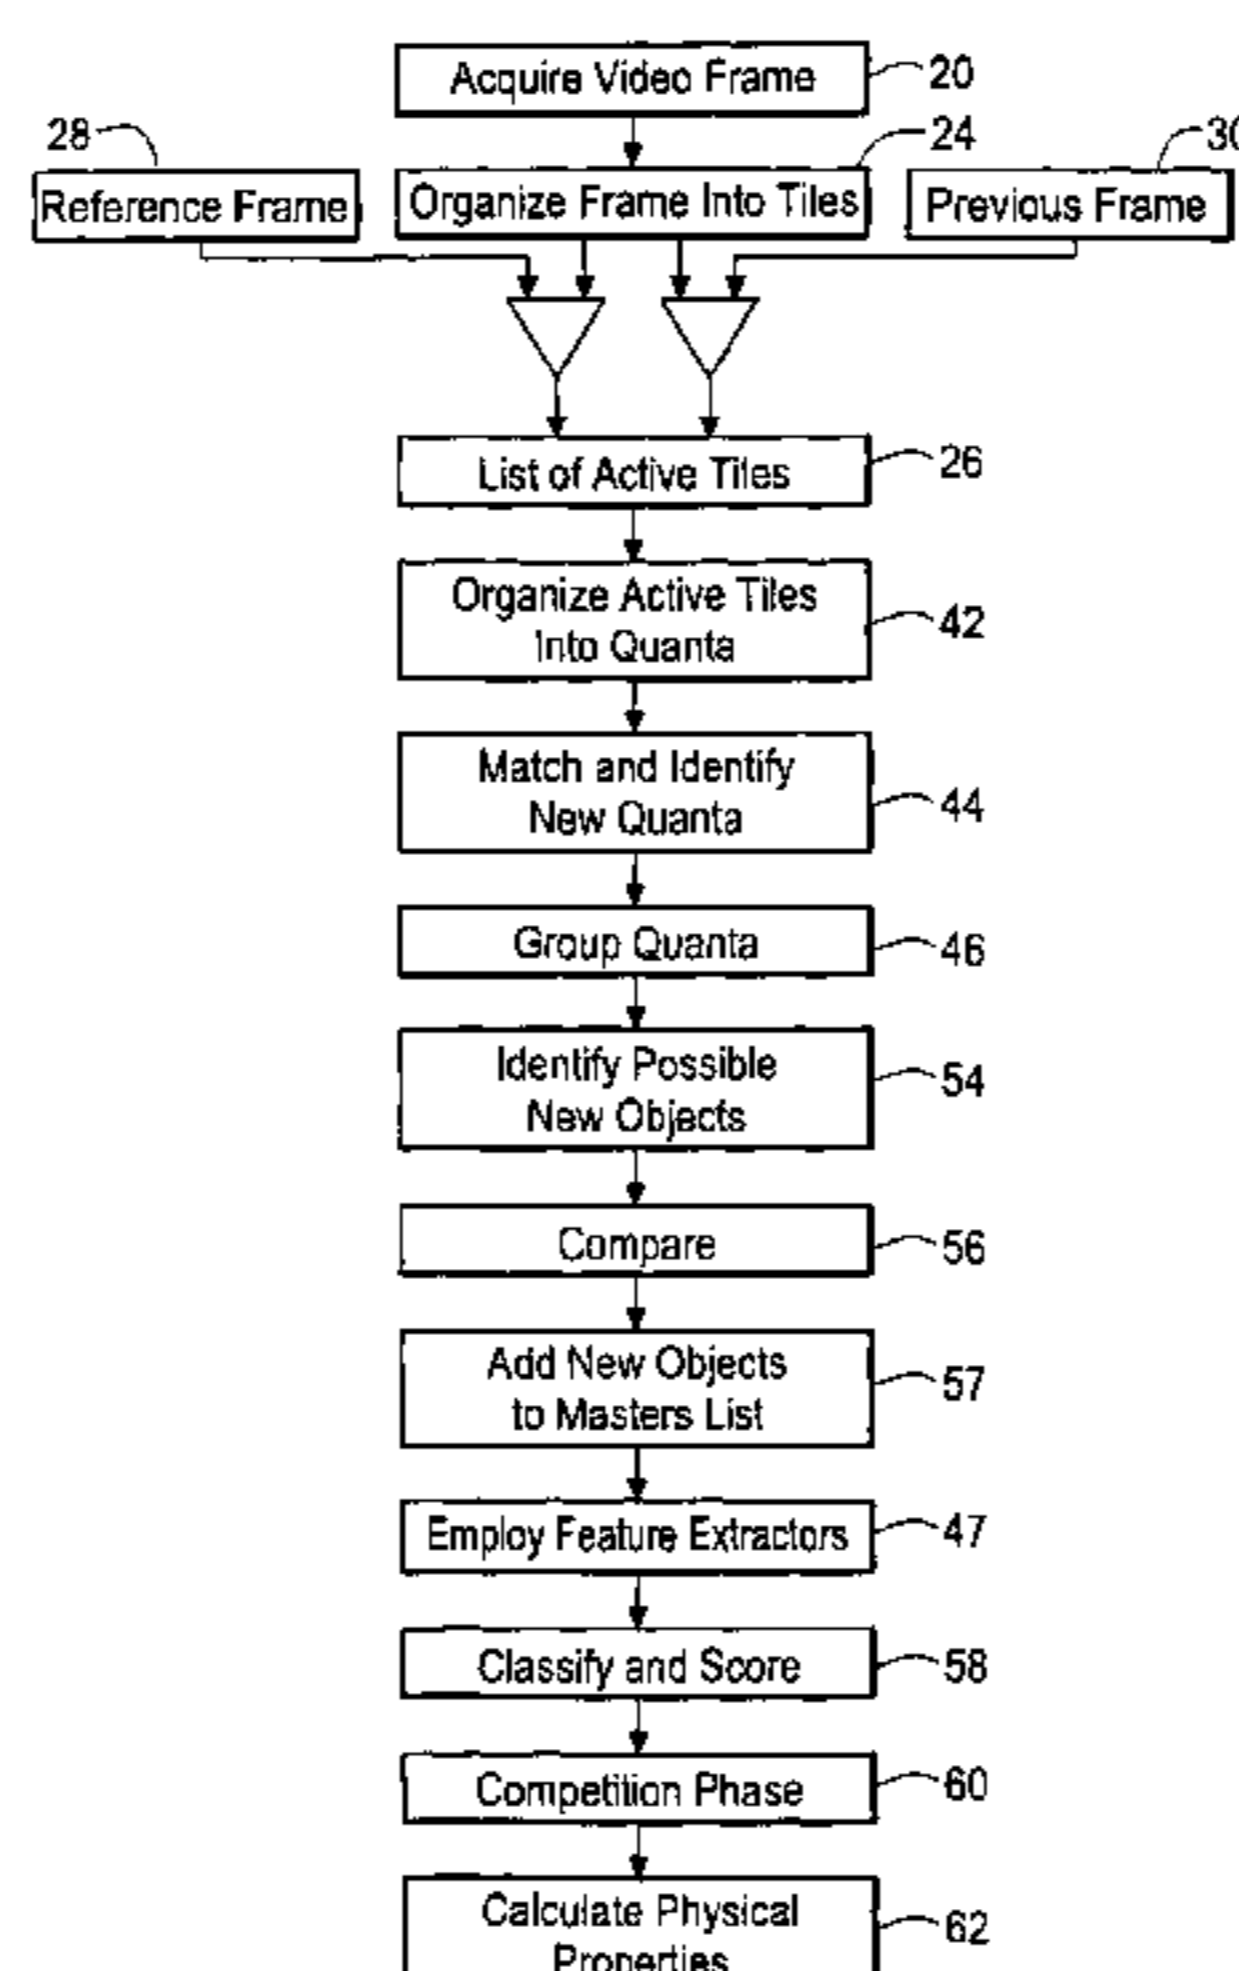 Acquire Video Frame
20
28
24
30
Reference Frame
Organize Frame Into Tiles
Previous Frame
List of Active Tiles
26
Organize Active Tiles
Into Quanta
42
Match and Identify
New Quanta
44
Group Quanta
46
Identify Possible
New Objects
54
Compare
56
Add New Objects
to Masters List
57
Employ Feature Extractors
47
Classify and Score
58
Competition Phase
60
Calculate Physical
Properties
62